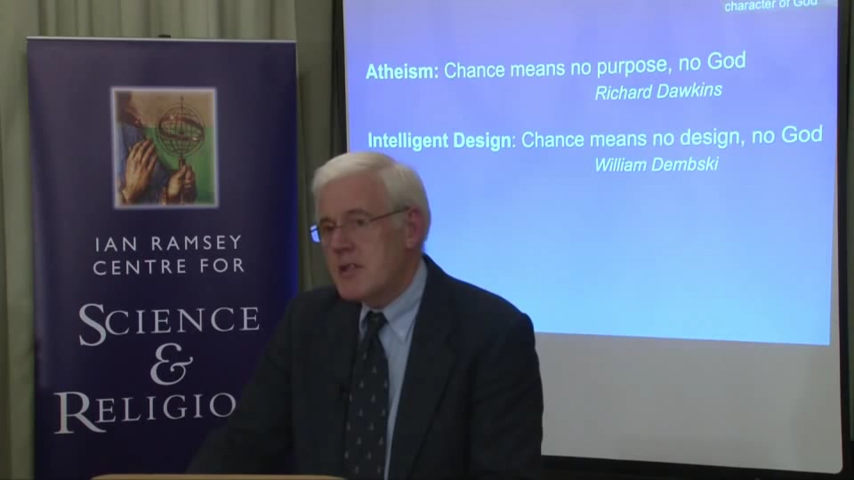 IAN RAMSEY
CENTRE FOR
SCIENCE
&
RELIGIO
character of God
Atheism: Chance means no purpose, no God
Richard Dawkins
Intelligent Design: Chance means no design, no God
William Dembski